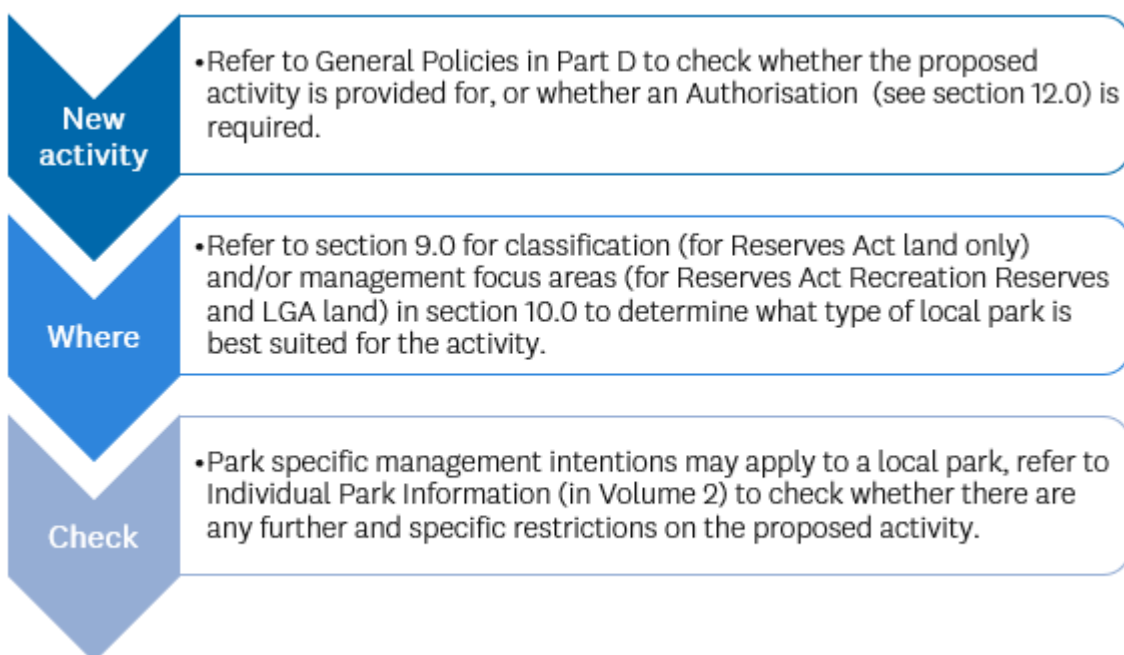 New
activity
•Refer to General Policies in Part D to check whether the proposed
activity is provided for, or whether an Authorisation (see section 12.0) is
required.
Where
•Refer to section 9.0 for classification (for Reserves Act land only)
and/or management focus areas (for Reserves Act Recreation Reserves
and LGA land) in section 10.0 to determine what type of local park is
best suited for the activity.
Check
•Park specific management intentions may apply to a local park, refer to
Individual Park Information (in Volume 2) to check whether there are
any further and specific restrictions on the proposed activity.